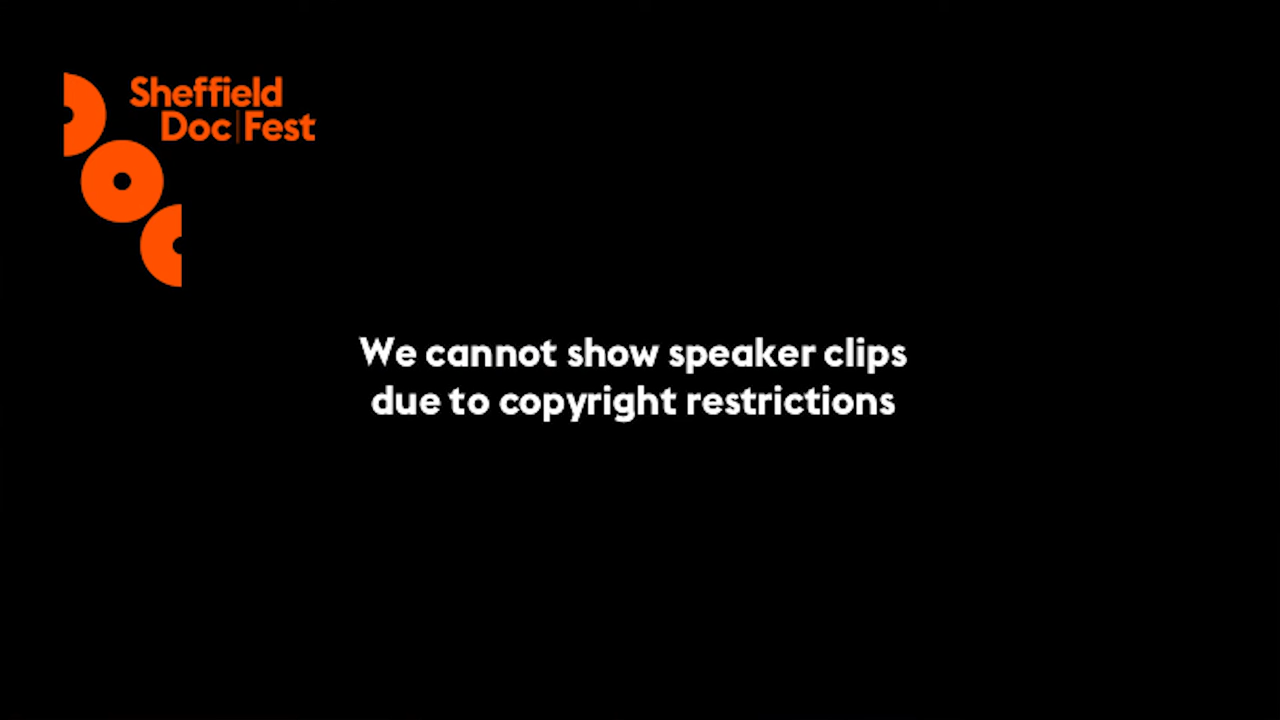 Sheffield
Doc|Fest
We cannot show speaker clips
due to copyright restrictions